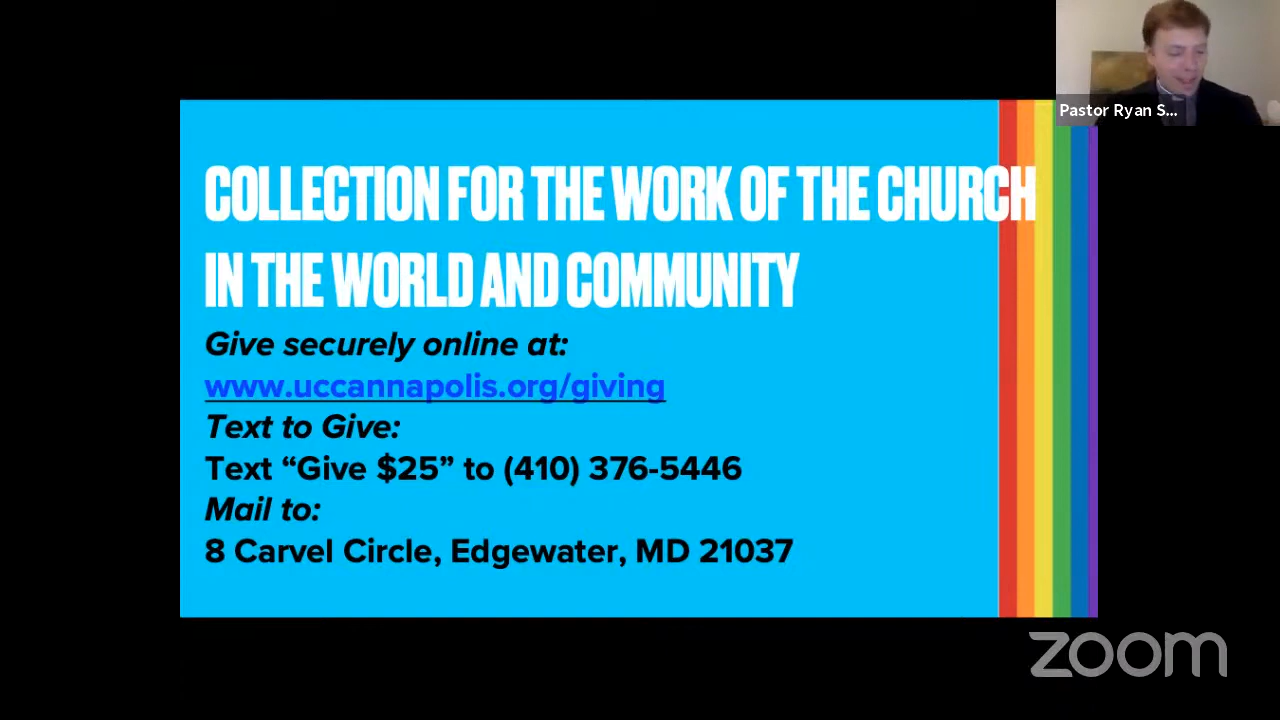 Pastor Ryan S...
COLLECTION FOR THE WORK OF THE CHURCH
IN THE WORLD AND COMMUNITY
Give securely online at:
www.uccannapolis.org/giving
Text to Give:
Text “Give $25” to (410) 376-5446
Mail to:
8 Carvel Circle, Edgewater, MD 21037
zoom